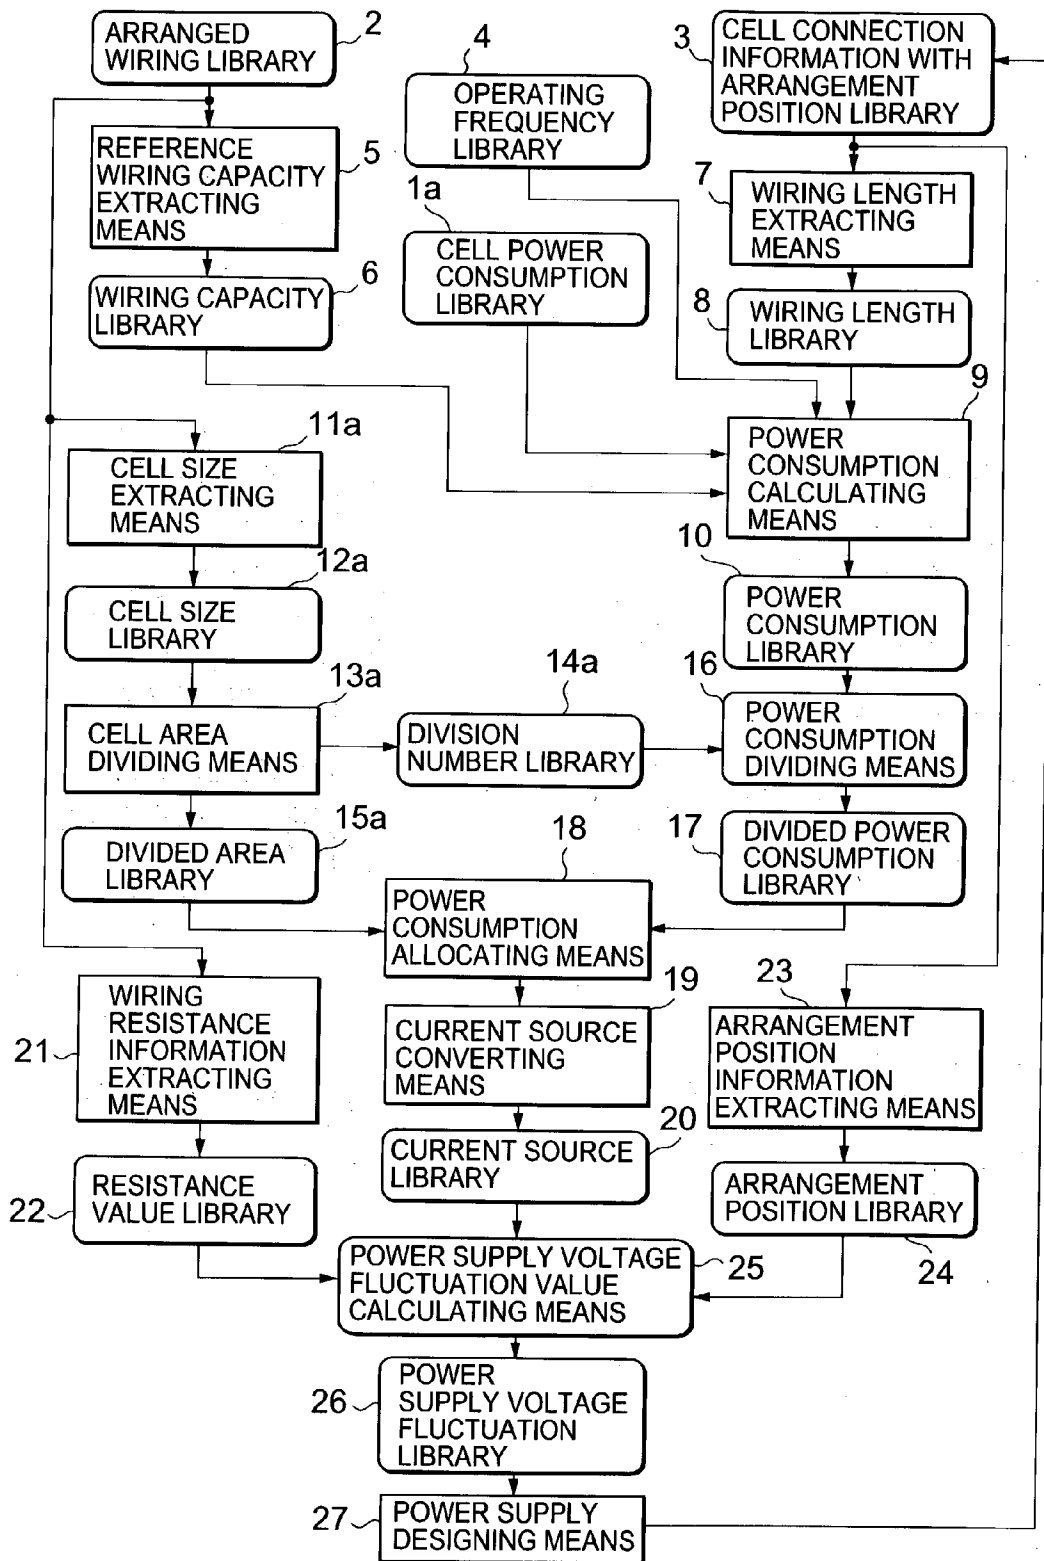 ARRANGED
WIRING LIBRARY
2
4
OPERATING
FREQUENCY
LIBRARY
3
CELL CONNECTION
INFORMATION WITH
ARRANGEMENT
POSITION LIBRARY
REFERENCE
WIRING CAPACITY
EXTRACTING
MEANS
5
1a
CELL POWER
CONSUMPTION
LIBRARY
7
WIRING LENGTH
EXTRACTING
MEANS
6
WIRING CAPACITY
LIBRARY
8
WIRING LENGTH
LIBRARY
9
POWER
CONSUMPTION
CALCULATING
MEANS
11a
CELL SIZE
EXTRACTING
MEANS
12a
CELL SIZE
LIBRARY
10
POWER
CONSUMPTION
LIBRARY
13a
CELL AREA
DIVIDING MEANS
14a
DIVISION
NUMBER LIBRARY
16
POWER
CONSUMPTION
DIVIDING MEANS
15a
DIVIDED AREA
LIBRARY
18
POWER
CONSUMPTION
ALLOCATING MEANS
17
DIVIDED POWER
CONSUMPTION
LIBRARY
21
WIRING
RESISTANCE
INFORMATION
EXTRACTING
MEANS
19
CURRENT SOURCE
CONVERTING
MEANS
23
ARRANGEMENT
POSITION
INFORMATION
EXTRACTING MEANS
22
RESISTANCE
VALUE LIBRARY
20
CURRENT SOURCE
LIBRARY
ARRANGEMENT
POSITION LIBRARY
24
POWER SUPPLY VOLTAGE
FLUCTUATION VALUE
CALCULATING MEANS
25
26
POWER
SUPPLY VOLTAGE
FLUCTUATION
LIBRARY
27
POWER SUPPLY
DESIGNING MEANS